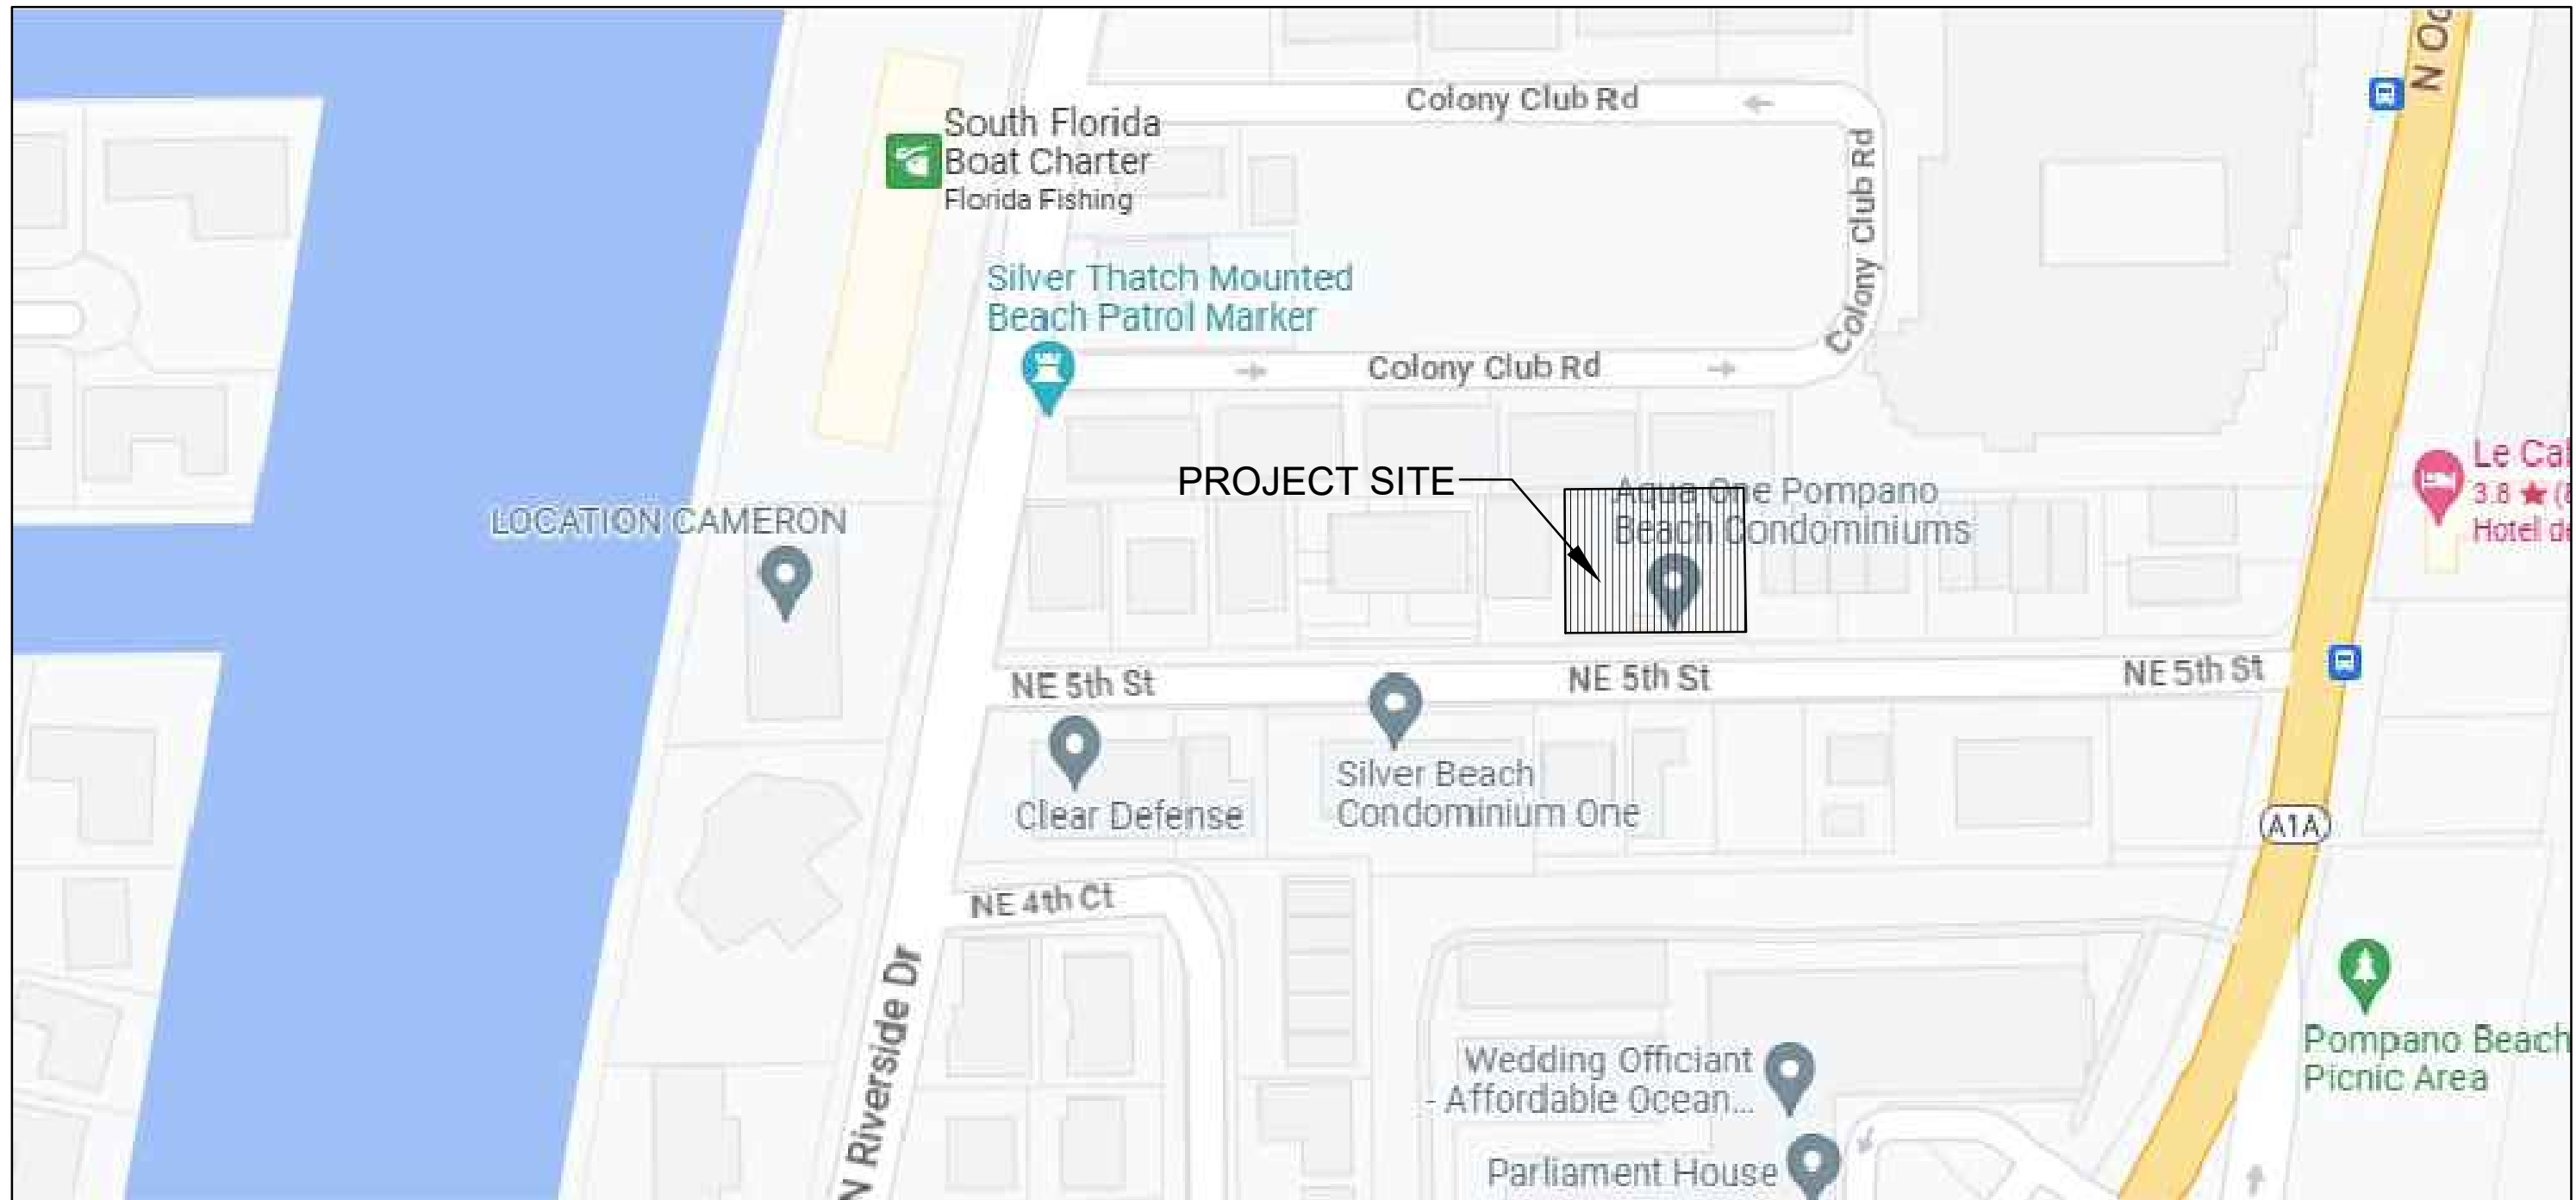 N Oc
Colony Club Rd
South Florida
Boat Charter
Florida Fishing
Colony Club Rd
Silver Thatch Mounted
Beach Patrol Marker
Colony Club Rd
PROJECT SITE
Aqua One Pompano
Beach Condominiums
Le Cal
3.8 ★ (
Hotel de
LOCATION CAMERON
NE 5th St
NE 5th St
NE 5th St
Clear Defense
Silver Beach
Condominium One
A1A
NE 4th Ct
N Riverside Dr
Wedding Officiant
- Affordable Ocean...
Parliament House
Pompano Beach
Picnic Area